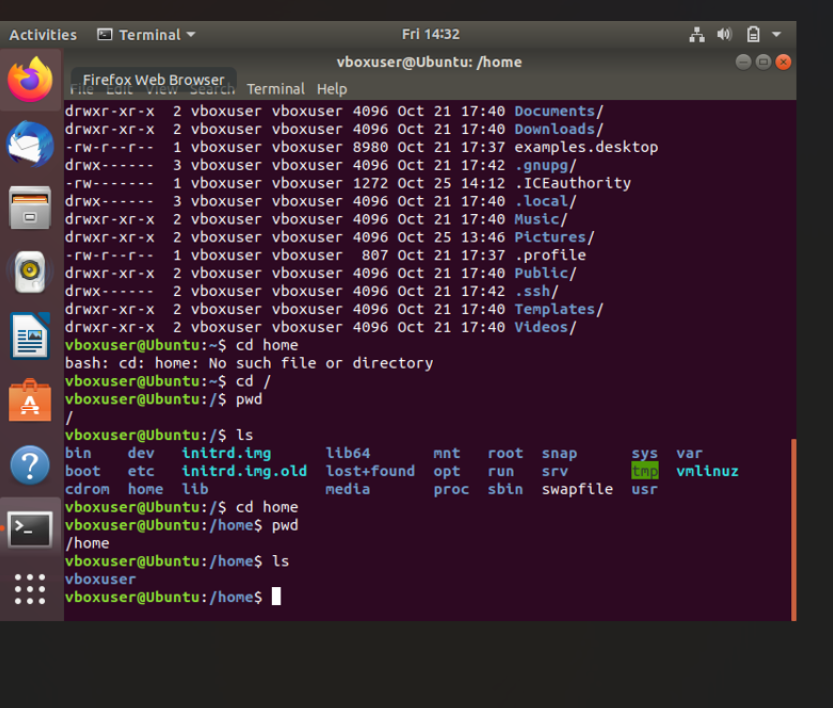 Activities Terminal Fri 14:32
vboxuser@Ubuntu: /home
Firefox Web Browser
File Edit View Search Terminal Help
drwxr-xr-x 2 vboxuser vboxuser 4096 Oct 21 17:40 Documents/
drwxr-xr-x 2 vboxuser vboxuser 4096 Oct 21 17:40 Downloads/
-rw-r--r-- 1 vboxuser vboxuser 8980 Oct 21 17:37 examples.desktop
drwx------ 3 vboxuser vboxuser 4096 Oct 21 17:42 .gnupg/
-rw------- 1 vboxuser vboxuser 1272 Oct 25 14:12 .ICEauthority
drwx------ 3 vboxuser vboxuser 4096 Oct 21 17:40 .local/
drwxr-xr-x 2 vboxuser vboxuser 4096 Oct 21 17:40 Music/
drwxr-xr-x 2 vboxuser vboxuser 4096 Oct 25 13:46 Pictures/
-rw-r--r-- 1 vboxuser vboxuser 807 Oct 21 17:37 .profile
drwxr-xr-x 2 vboxuser vboxuser 4096 Oct 21 17:40 Public/
drwx------ 2 vboxuser vboxuser 4096 Oct 21 17:42 .ssh/
drwxr-xr-x 2 vboxuser vboxuser 4096 Oct 21 17:40 Templates/
drwxr-xr-x 2 vboxuser vboxuser 4096 Oct 21 17:40 Videos/
vboxuser@Ubuntu:~$ cd home
bash: cd: home: No such file or directory
vboxuser@Ubuntu:~$ cd /
vboxuser@Ubuntu:/$ pwd
/
vboxuser@Ubuntu:/$ ls
bin dev initrd.img lib64 mnt root snap sys var
boot etc initrd.img.old lost+found opt run srv tmp vmlinuz
cdrom home lib media proc sbin swapfile usr
vboxuser@Ubuntu:/$ cd home
vboxuser@Ubuntu:/home$ pwd
/home
vboxuser@Ubuntu:/home$ ls
vboxuser
vboxuser@Ubuntu:/home$